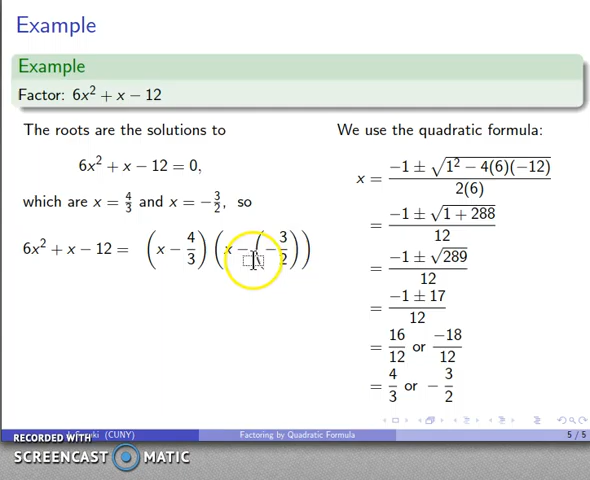 Example
Example
Factor: 6x² + x − 12
The roots are the solutions to
6x² + x − 12 = 0,
which are x = 4/3 and x = −3/2, so
6x² + x − 12 = (x − 4/3)(x − (−3/2))
We use the quadratic formula:
x = (−1 ± √(1² − 4(6)(−12)))/(2(6))
= (−1 ± √(1 + 288))/12
= (−1 ± √289)/12
= (−1 ± 17)/12
= 16/12 or −18/12
= 4/3 or −3/2
(CUNY)
Factoring by Quadratic Formula
5 / 5
RECORDED WITH
SCREENCAST MATIC